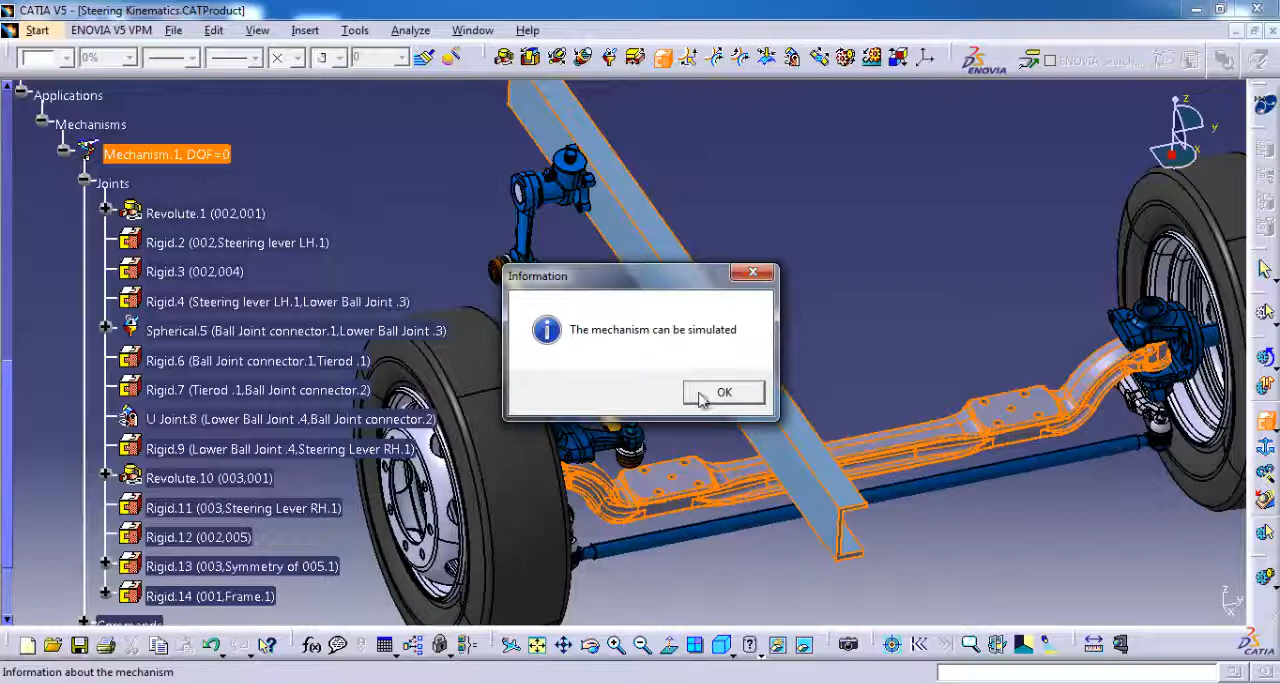 CATIA V5 - [Steering Kinematics.CATProduct]
Start ENOVIA V5 VPM File Edit View Insert Tools Analyze Window Help
0% 3 0 ENOVIA ENOVIA Search...
Applications
Mechanisms
Mechanism.1, DOF=0
Joints
Revolute.1 (002,001)
Rigid.2 (002,Steering lever LH.1)
Rigid.3 (002,004)
Rigid.4 (Steering lever LH.1,Lower Ball Joint .3)
Spherical.5 (Ball Joint connector.1,Lower Ball Joint .3)
Rigid.6 (Ball Joint connector.1,Tierod .1)
Rigid.7 (Tierod .1,Ball Joint connector.2)
U Joint.8 (Lower Ball Joint .4,Ball Joint connector.2)
Rigid.9 (Lower Ball Joint .4,Steering Lever RH.1)
Revolute.10 (003,001)
Rigid.11 (003,Steering Lever RH.1)
Rigid.12 (002,005)
Rigid.13 (003,Symmetry of 005.1)
Rigid.14 (001,Frame.1)
Commands
z
y
x
Information
The mechanism can be simulated
OK
z
y
x
f(x)
CATIA
Information about the mechanism